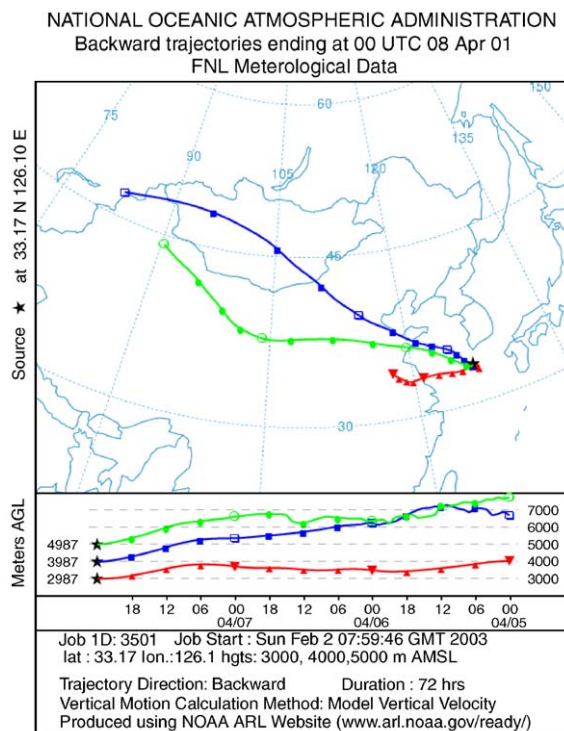 NATIONAL OCEANIC ATMOSPHERIC ADMINISTRATION
Backward trajectories ending at 00 UTC 08 Apr 01
FNL Meterological Data
Source ★ at 33.17 N 126.10 E
75
90
105
120
135
150
60
45
30
15
Meters AGL
4987
3987
2987
7000
6000
5000
4000
3000
18 12 06 00 18 12 06 00 18 12 06 00
04/07 04/06 04/05
Job 1D: 3501 Job Start : Sun Feb 2 07:59:46 GMT 2003
lat : 33.17 lon.:126.1 hgts: 3000, 4000,5000 m AMSL
Trajectory Direction: Backward Duration : 72 hrs
Vertical Motion Calculation Method: Model Vertical Velocity
Produced using NOAA ARL Website (www.arl.noaa.gov/ready/)